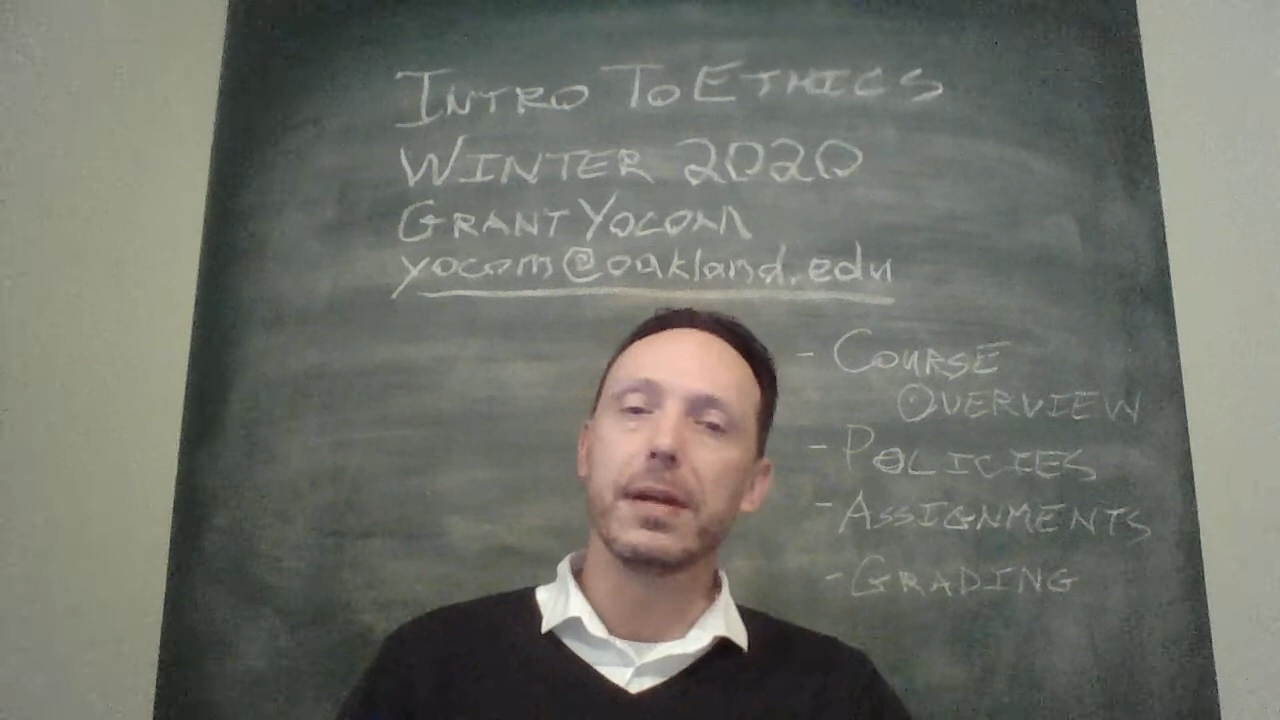 INTRO TO ETHICS
WINTER 2020
GRANT YOCOM
yocom@oakland.edu
- COURSE
OVERVIEW
- POLICIES
- ASSIGNMENTS
- GRADING